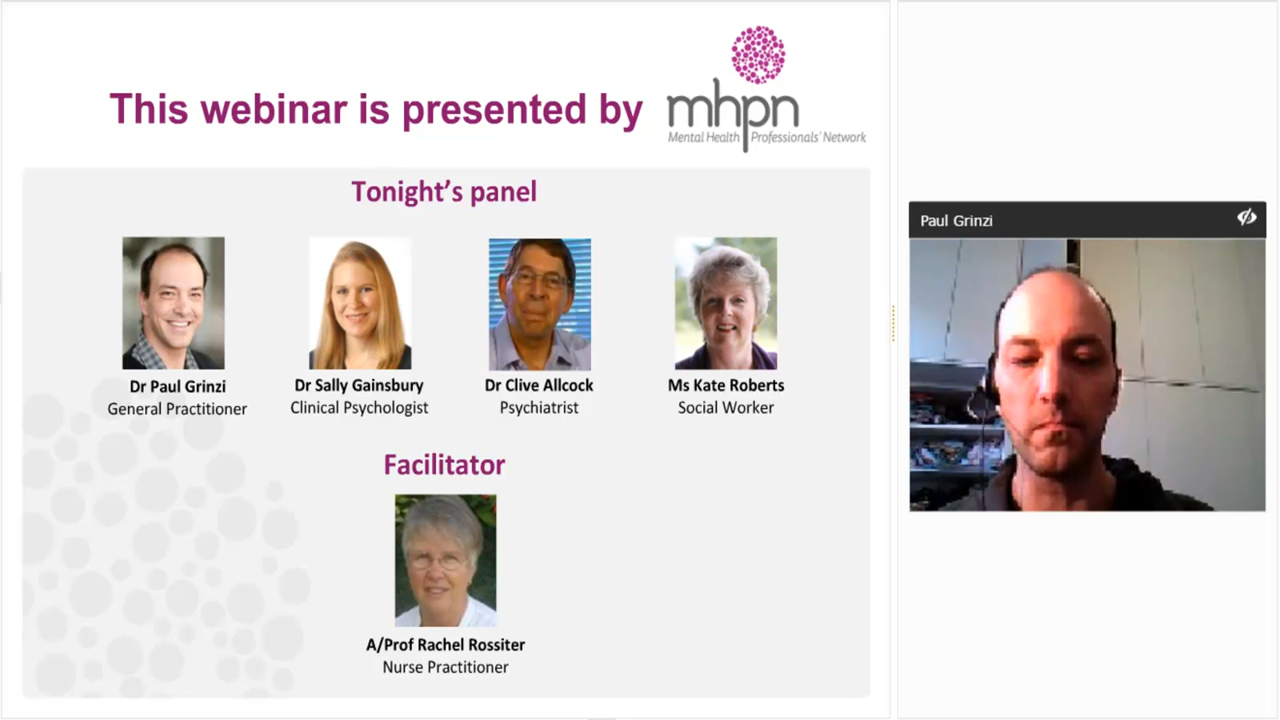 This webinar is presented by
mhpn
Mental Health Professionals' Network
Tonight's panel
Dr Paul Grinzi
General Practitioner
Dr Sally Gainsbury
Clinical Psychologist
Dr Clive Allcock
Psychiatrist
Ms Kate Roberts
Social Worker
Facilitator
A/Prof Rachel Rossiter
Nurse Practitioner
Paul Grinzi